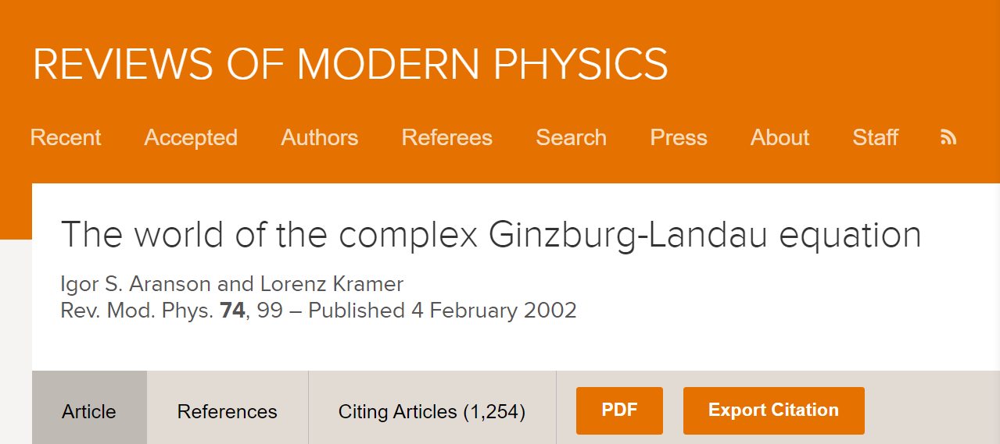 REVIEWS OF MODERN PHYSICS
Recent Accepted Authors Referees Search Press About Staff
The world of the complex Ginzburg-Landau equation
Igor S. Aranson and Lorenz Kramer
Rev. Mod. Phys. 74, 99 – Published 4 February 2002
Article References Citing Articles (1,254) PDF Export Citation